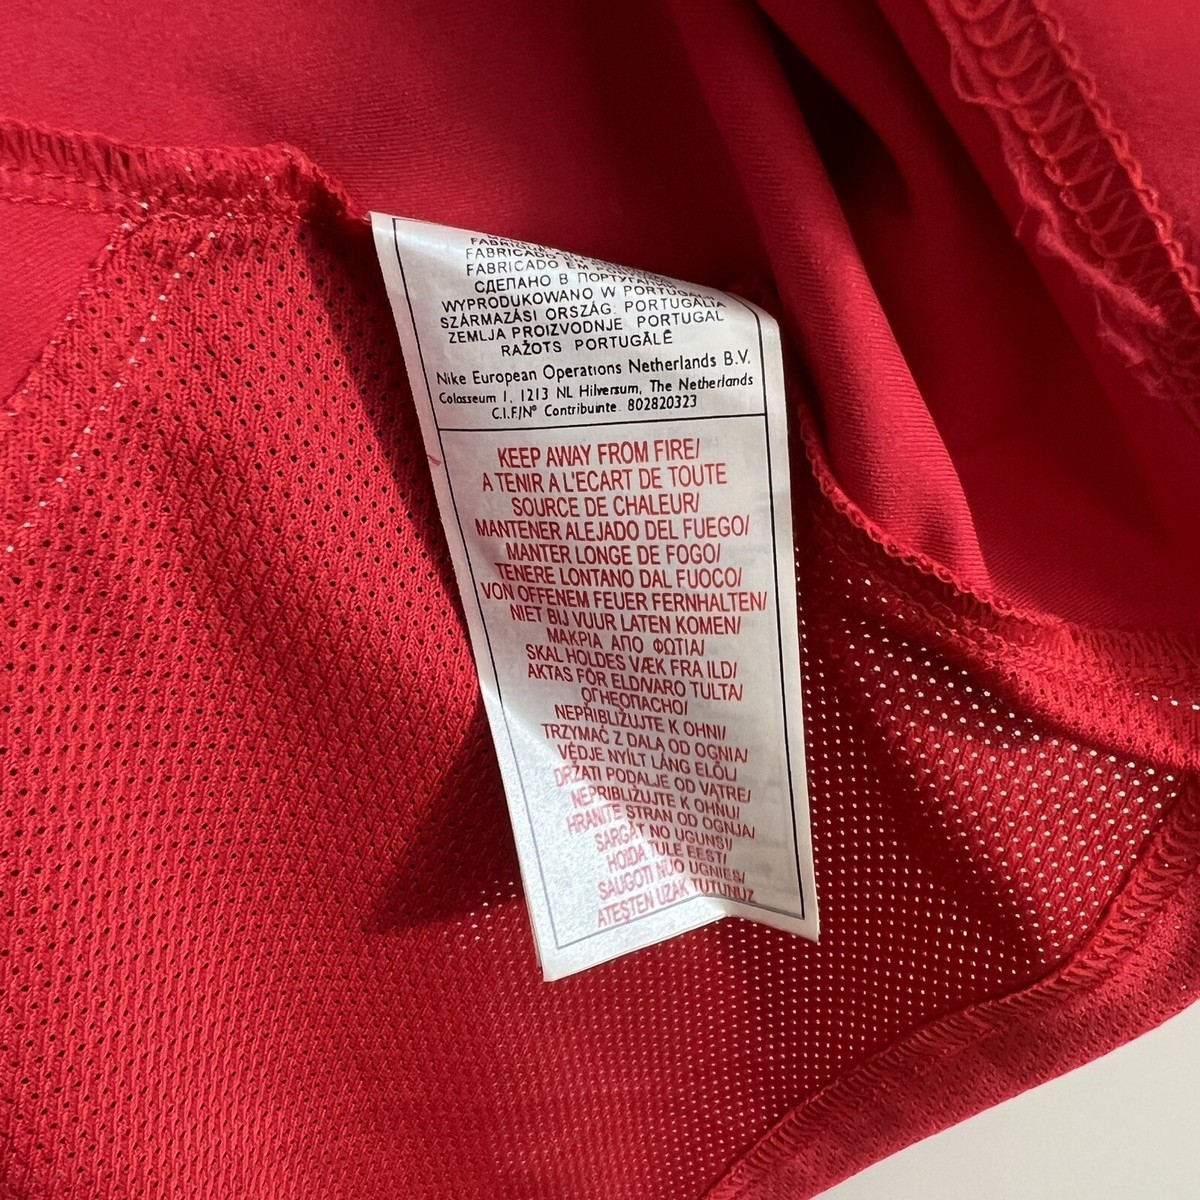 FABRICADO
FABRICADO EM
СДЕЛАНО В
WYPRODUKOWANO W PORTUGALII
SZÁRMAZÁSI ORSZÁG: PORTUGÁLIA
ZEMLJA PROIZVODNJE PORTUGAL
RAŽOTS PORTUGĀLĒ
Nike European Operations Netherlands B.V.
Colosseum 1, 1213 NL Hilversum, The Netherlands
C.I.F/Nº Contribuinte. 802820323
KEEP AWAY FROM FIRE/
A TENIR A L'ECART DE TOUTE
SOURCE DE CHALEUR/
MANTENER ALEJADO DEL FUEGO/
MANTER LONGE DE FOGO/
TENERE LONTANO DAL FUOCO/
VON OFFENEM FEUER FERNHALTEN/
NIET BIJ VUUR LATEN KOMEN/
ΜΑΚΡΙΑ ΑΠΟ ΦΩΤΙΑ/
SKAL HOLDES VÆK FRA ILD/
AKTAS FÖR ELD/VARO TULTA/
ОГНЕОПАСНО/
NEPŘIBLIŽUJTE K OHNI/
TRZYMAĆ Z DALA OD OGNIA/
VÉDJE NYÍLT LÁNG ELŐL/
DRŽATI PODALJE OD VATRE/
NEPRIBLIŽUJTE K OHNU/
HRANITE STRAN OD OGNJA/
SARGĀT NO UGUNS/
HOIDA TULE EEST/
SAUGOTI NUO UGNIES/
ATEŞTEN UZAK TUTUNUZ